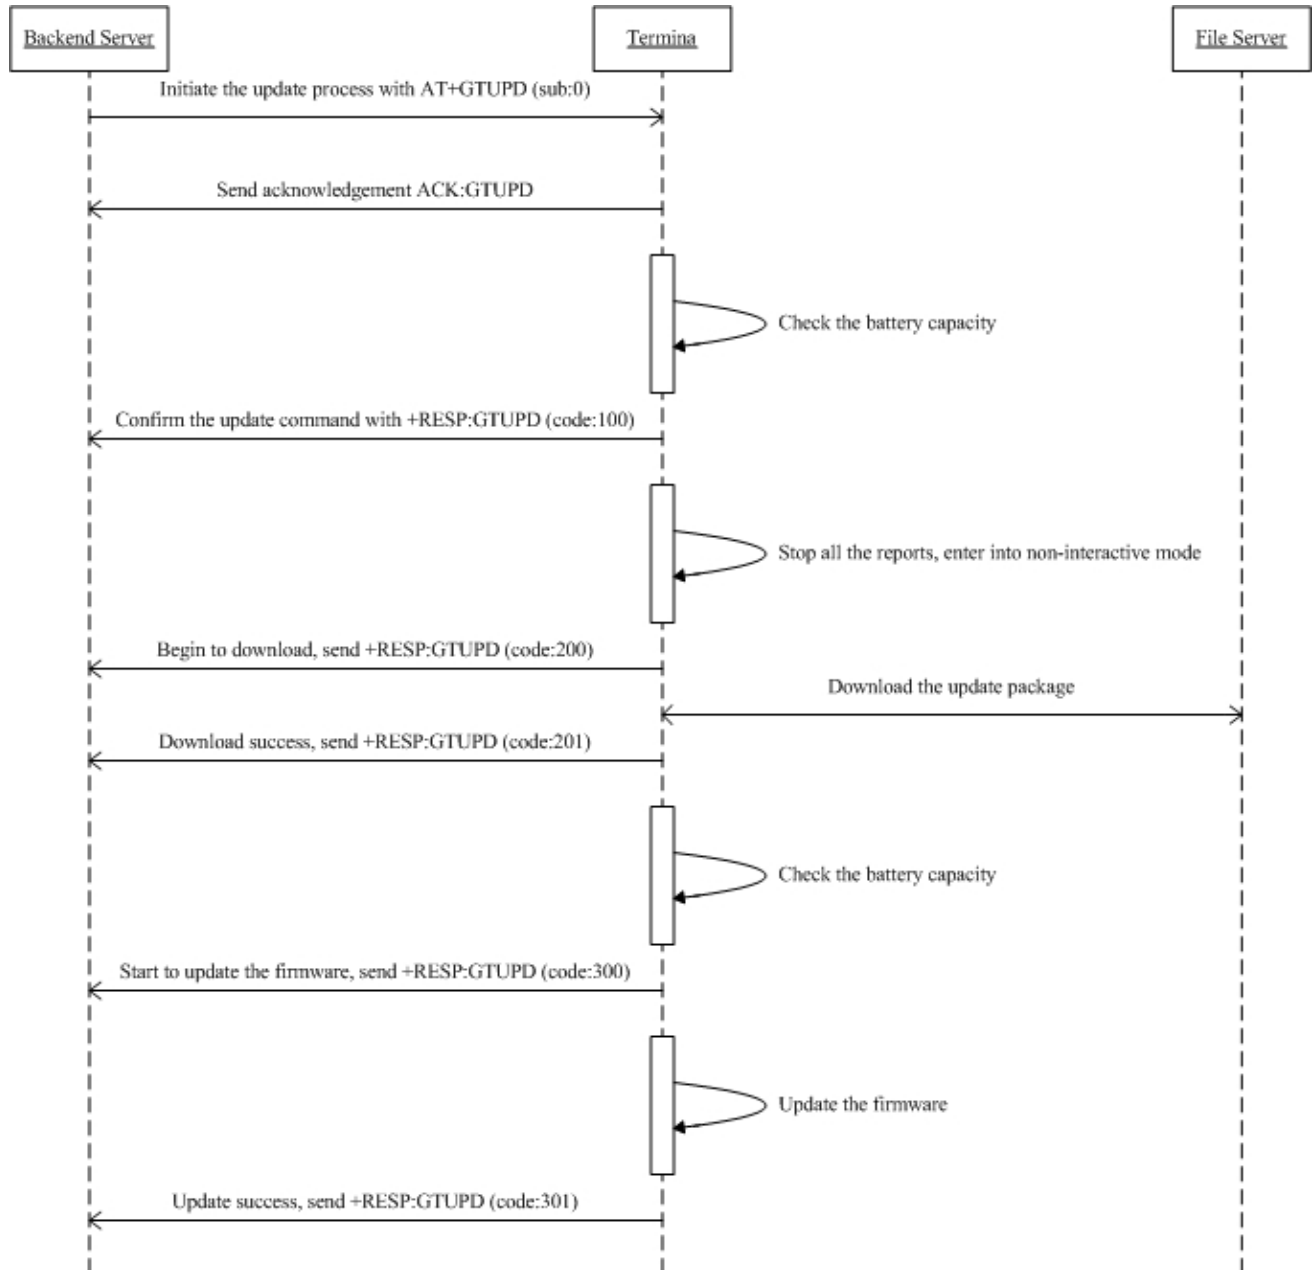 Backend Server
Termina
File Server
Initiate the update process with AT+GTUPD (sub:0)
Send acknowledgement ACK:GTUPD
Check the battery capacity
Confirm the update command with +RESP:GTUPD (code:100)
Stop all the reports, enter into non-interactive mode
Begin to download, send +RESP:GTUPD (code:200)
Download the update package
Download success, send +RESP:GTUPD (code:201)
Check the battery capacity
Start to update the firmware, send +RESP:GTUPD (code:300)
Update the firmware
Update success, send +RESP:GTUPD (code:301)